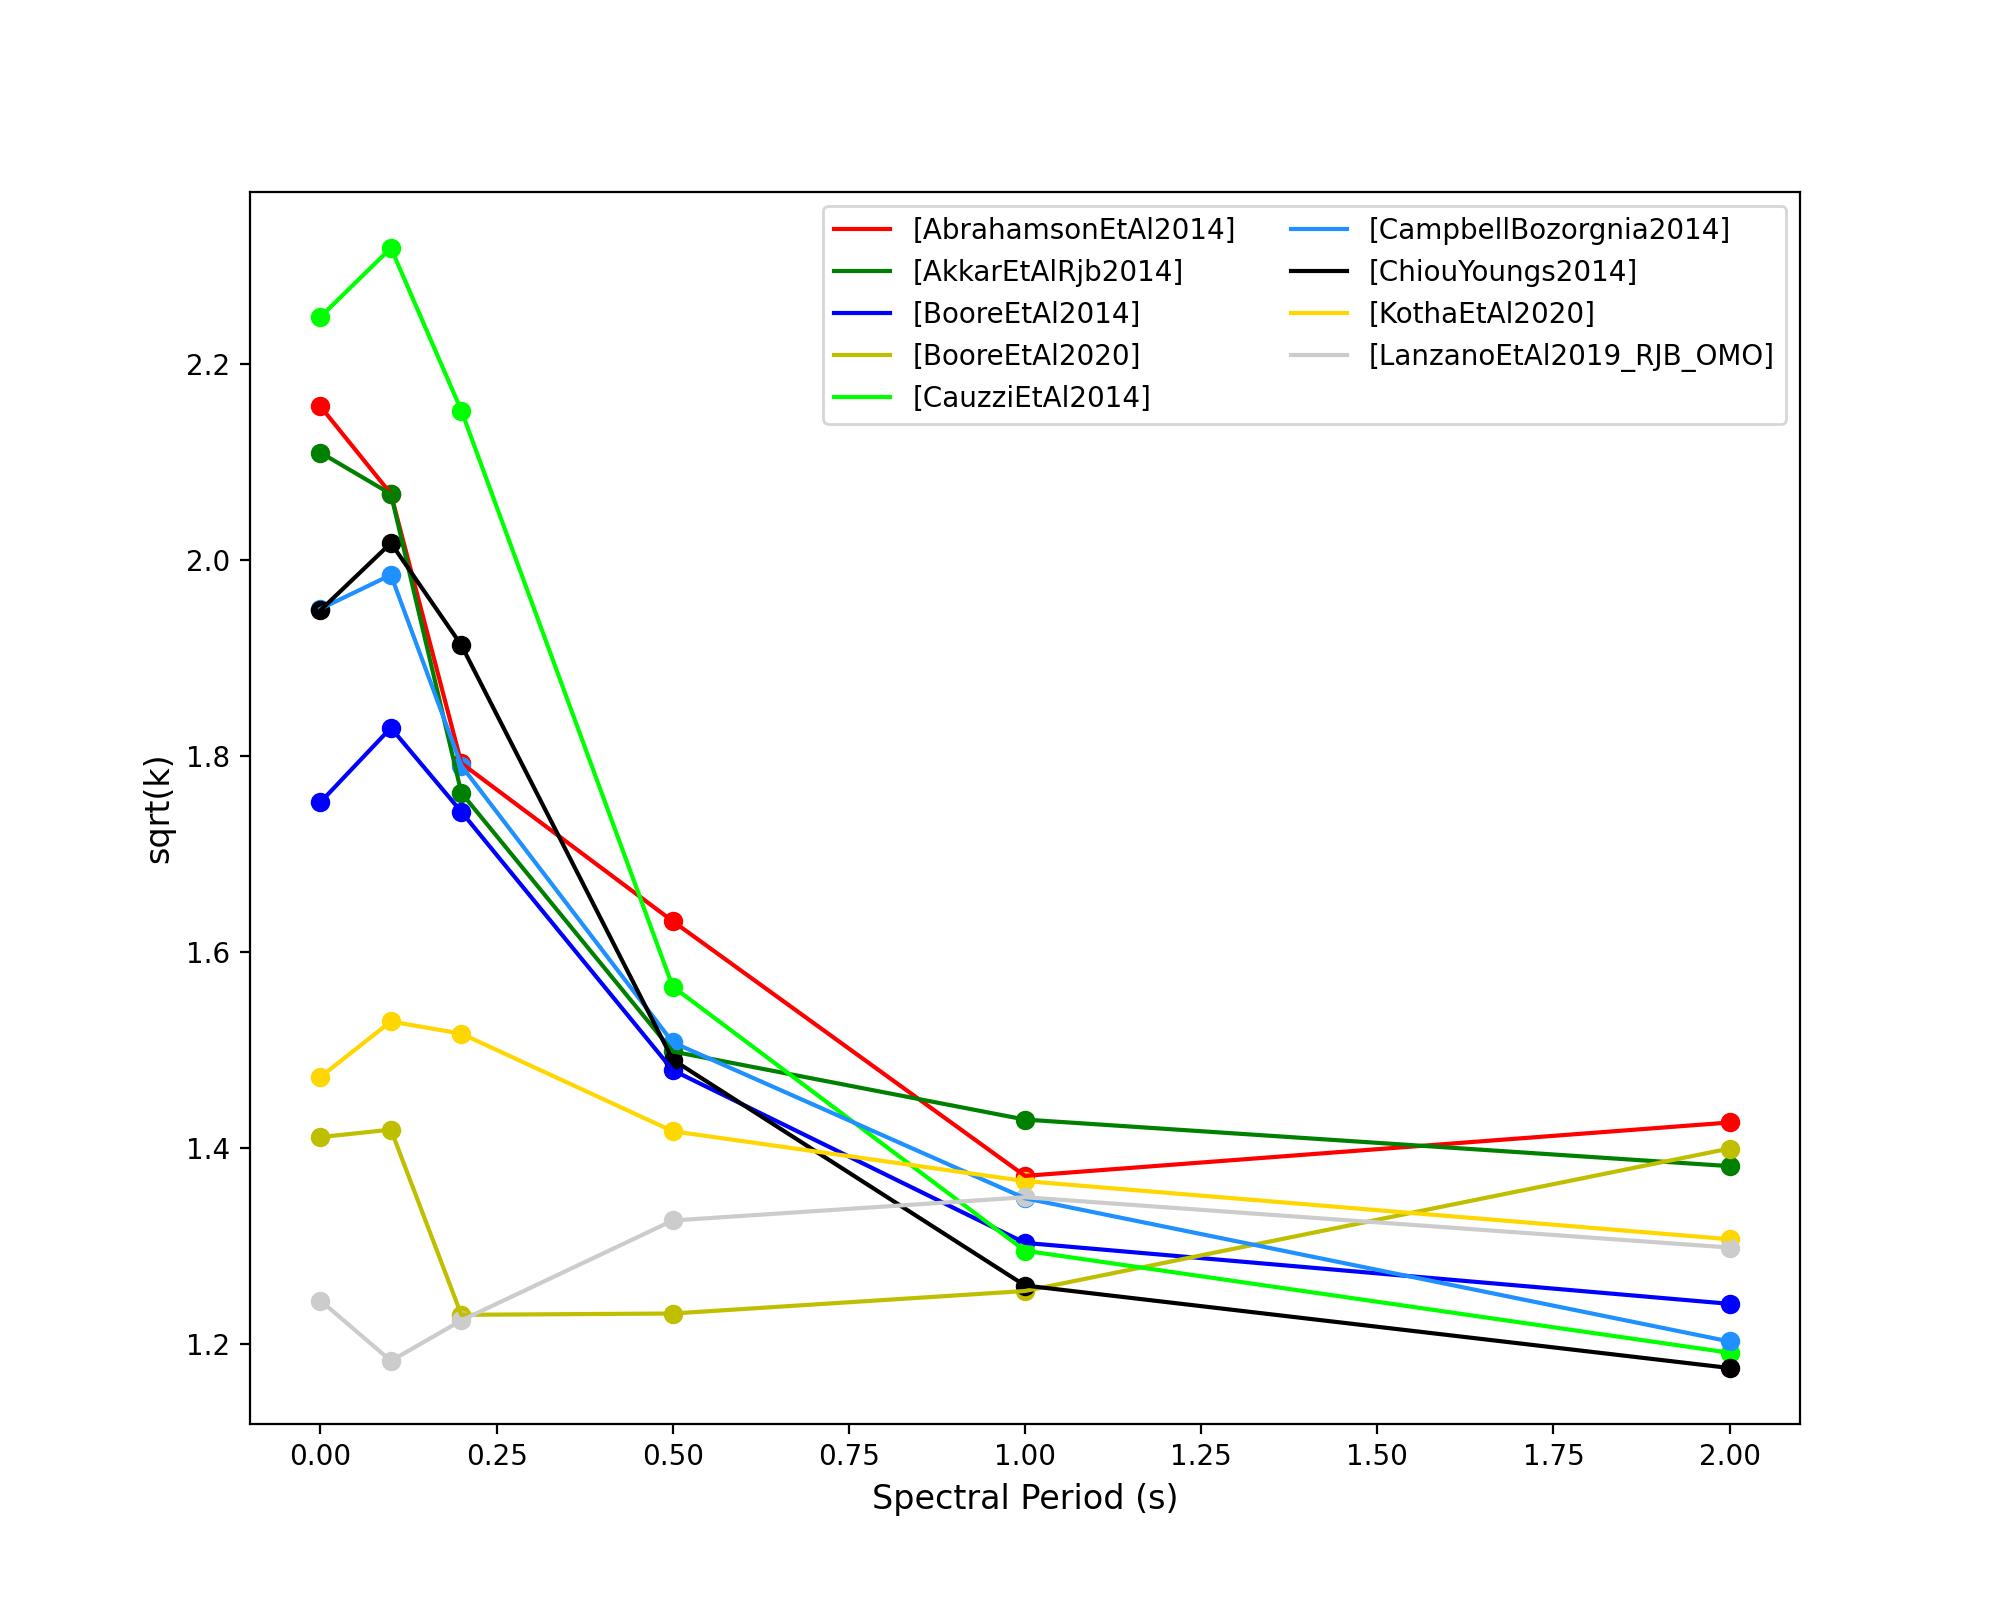 [AbrahamsonEtAl2014]
[AkkarEtAlRjb2014]
[BooreEtAl2014]
[BooreEtAl2020]
[CauzziEtAl2014]
[CampbellBozorgnia2014]
[ChiouYoungs2014]
[KothaEtAl2020]
[LanzanoEtAl2019_RJB_OMO]
sqrt(k)
2.2
2.0
1.8
1.6
1.4
1.2
0.00 0.25 0.50 0.75 1.00 1.25 1.50 1.75 2.00
Spectral Period (s)